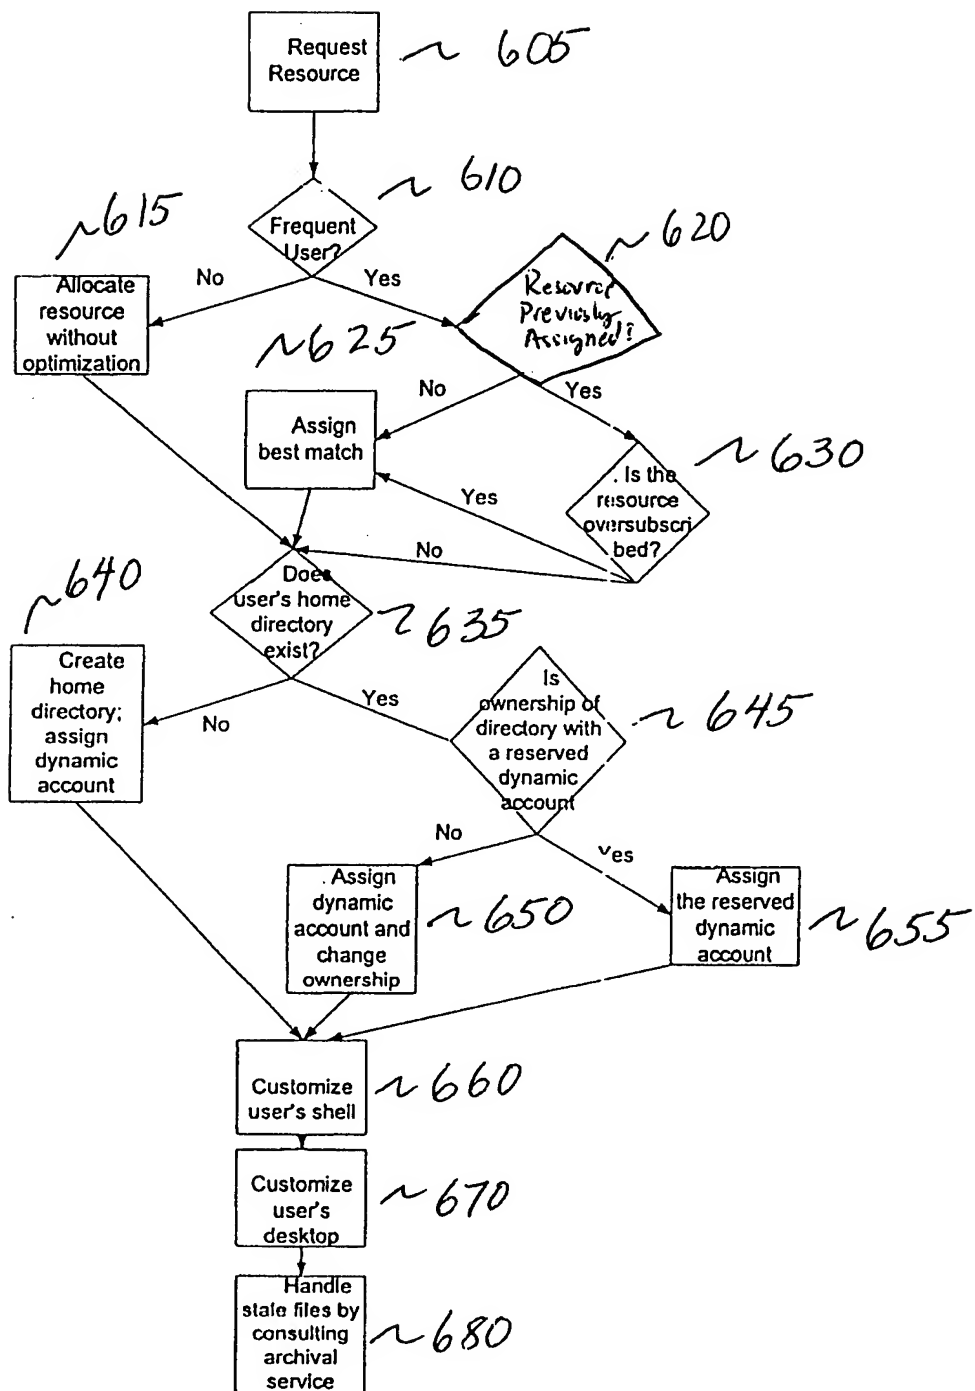 Request
Resource
~ 605
~ 610
Frequent
User?
~615
No
Yes
~ 620
Resource
Previously
Assigned?
Allocate
resource
without
optimization
~625
No
Yes
Assign
best match
~630
. Is the
resource
oversubscri
bed?
Yes
No
~640
Does
user's home
directory
exist?
~635
Create
home
directory;
assign
dynamic
account
No
Yes
Is
ownership of
directory with
a reserved
dynamic
account
~ 645
No
Yes
. Assign
dynamic
account and
change
ownership
~650
Assign
the reserved
dynamic
account
~655
Customize
user's shell
~660
Customize
user's
desktop
~670
Handle
stale files by
consulting
archival
service
~680